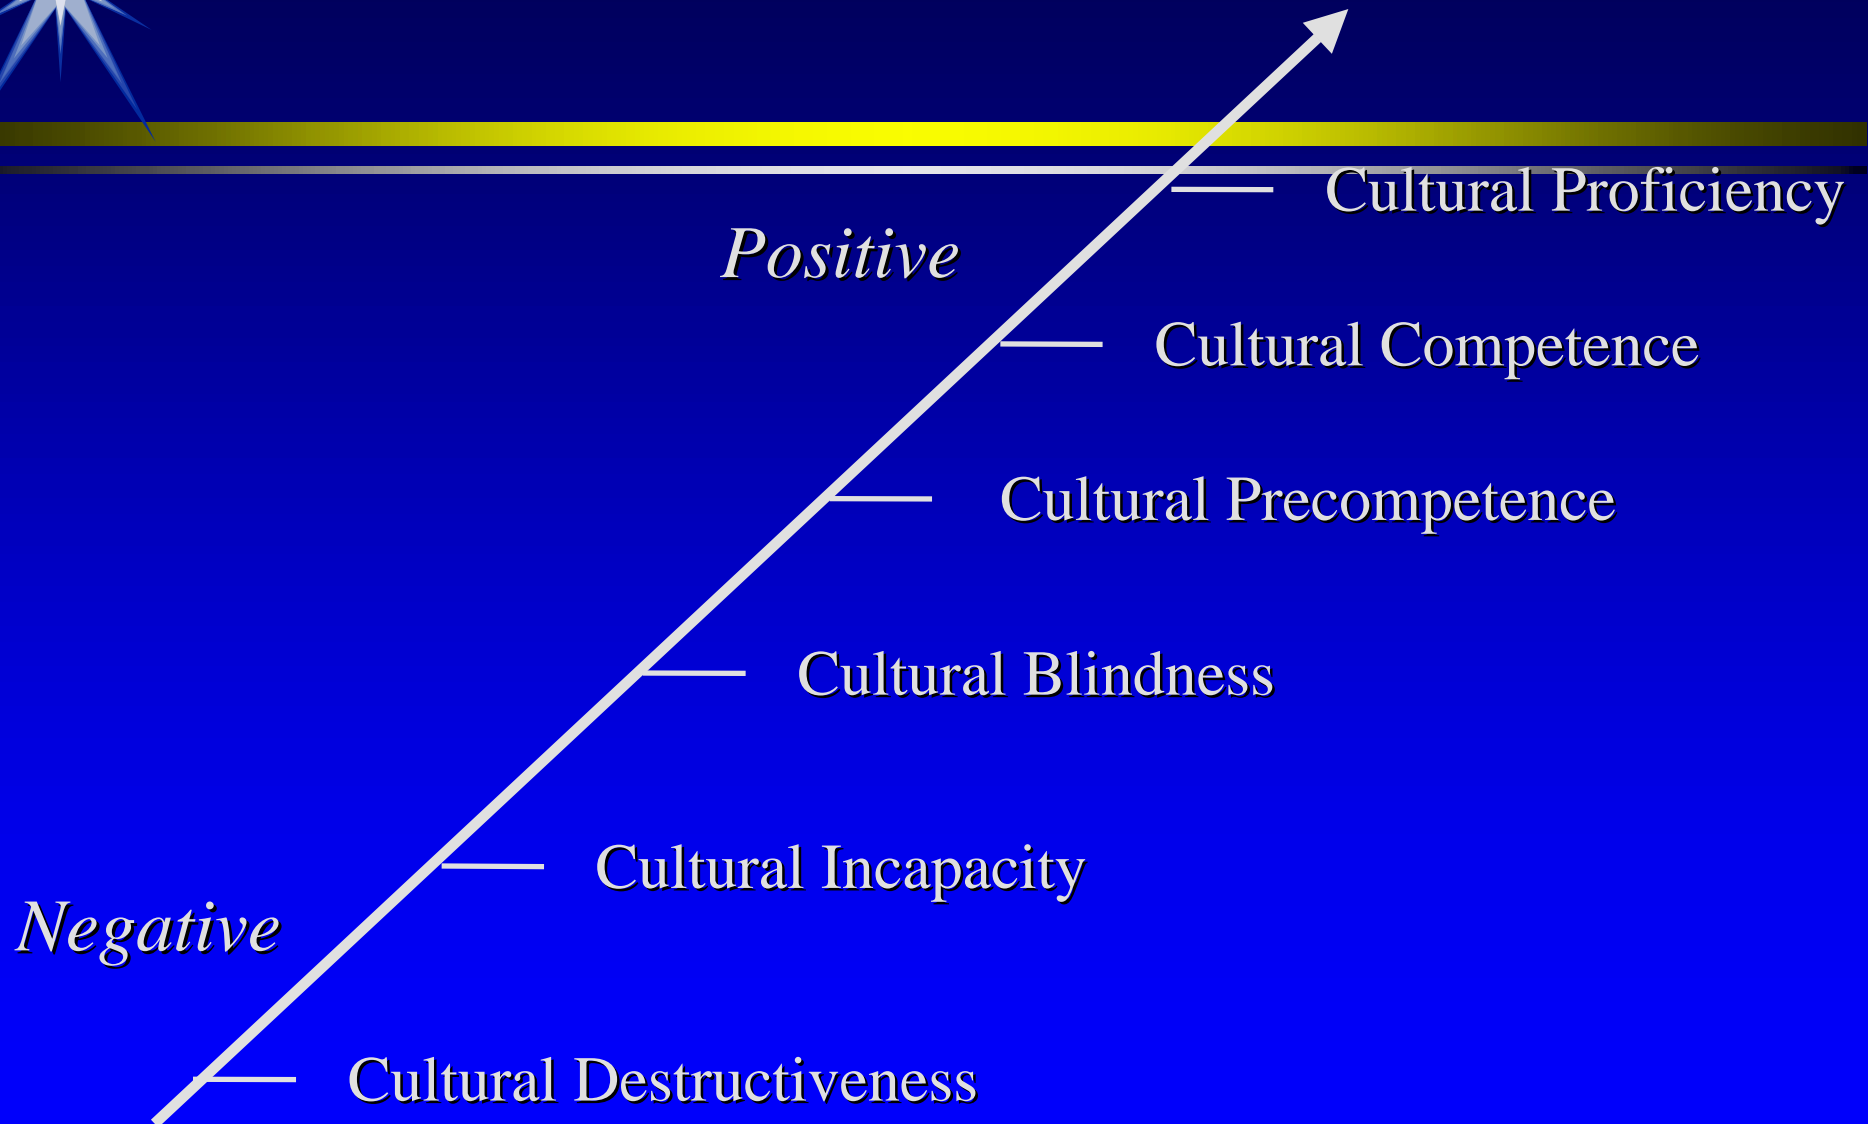 Cultural Proficiency
Positive
Cultural Competence
Cultural Precompetence
Cultural Blindness
Cultural Incapacity
Negative
Cultural Destructiveness